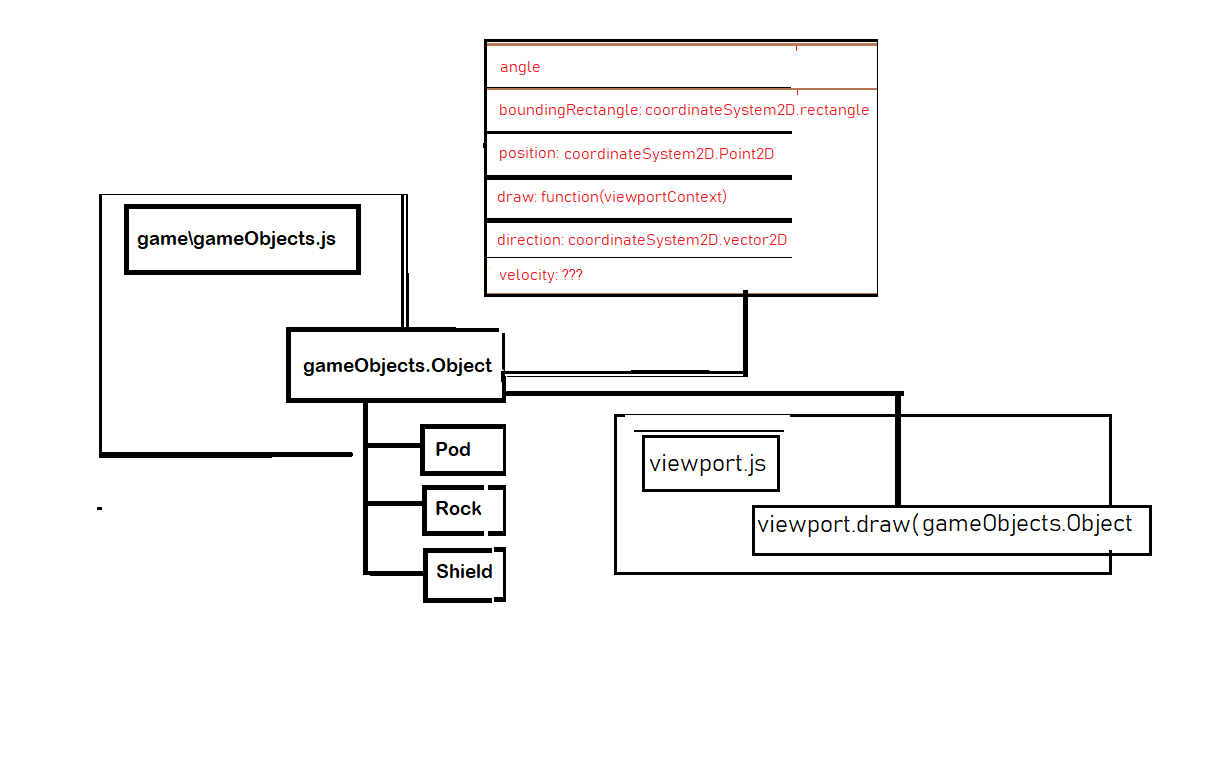 angle
boundingRectangle: coordinateSystem2D.rectangle
position: coordinateSystem2D.Point2D
draw: function(viewportContext)
direction: coordinateSystem2D.vector2D
velocity: ???
game\gameObjects.js
gameObjects.Object
Pod
Rock
Shield
viewport.js
viewport.draw(gameObjects.Object